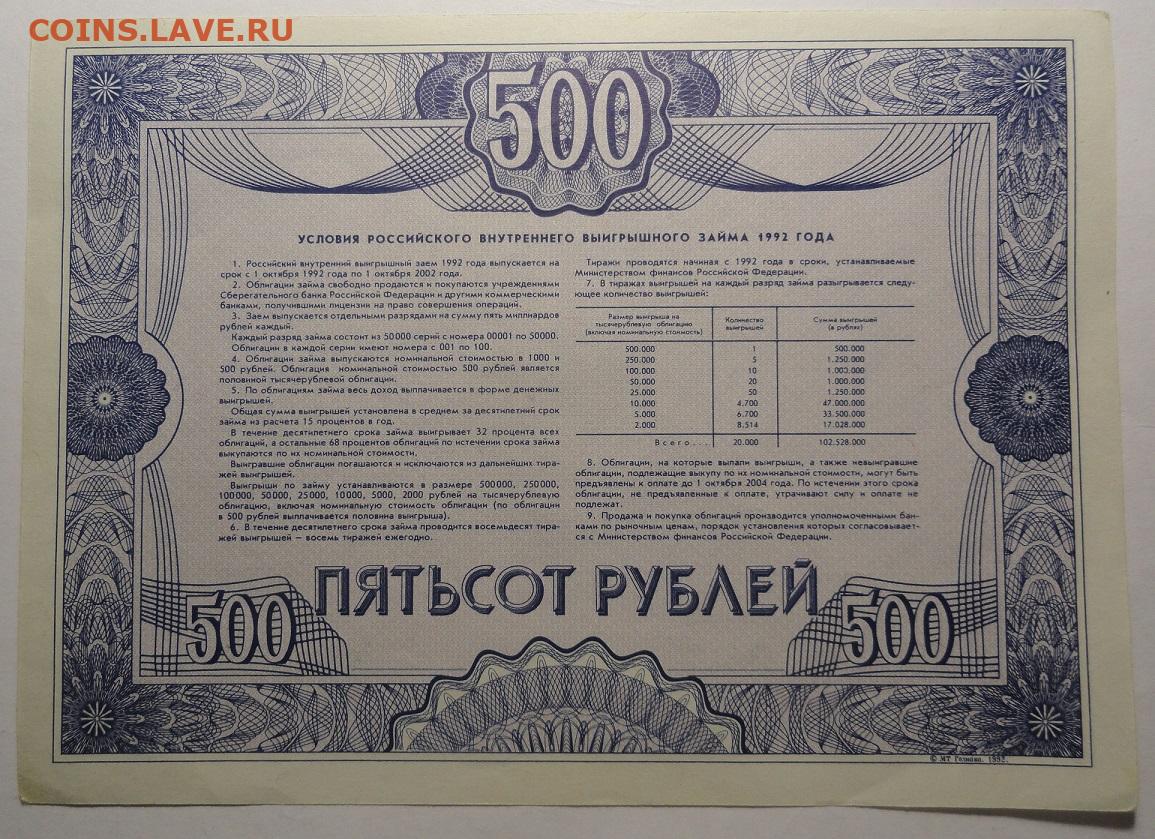 COINS.LAVE.RU
500
УСЛОВИЯ РОССИЙСКОГО ВНУТРЕННЕГО ВЫИГРЫШНОГО ЗАЙМА 1992 ГОДА
1. Российский внутренний выигрышный заем 1992 года выпускается на
срок с 1 октября 1992 года по 1 октября 2002 года.
2. Облигации займа свободно продаются и покупаются учреждениями
Сберегательного банка Российской Федерации и другими коммерческими
банками, получившими лицензии на право совершения операций.
3. Заем выпускается отдельными разрядами на сумму пять миллиардов
рублей каждый.
Каждый разряд займа состоит из 50000 серий с номера 00001 по 50000.
Облигации в каждой серии имеют номера с 001 по 100.
4. Облигации займа выпускаются номинальной стоимостью в 1000 и
500 рублей. Облигация номинальной стоимостью 500 рублей является
половиной тысячерублевой облигации.
5. По облигациям займа весь доход выплачивается в форме денежных
выигрышей.
Общая сумма выигрышей установлена в среднем за десятилетний срок
займа из расчета 15 процентов в год.
В течение десятилетнего срока займа выигрывает 32 процента всех
облигаций, а остальные 68 процентов облигаций по истечении срока займа
выкупаются по их номинальной стоимости.
Выигравшие облигации погашаются и исключаются из дальнейших тира-
жей выигрышей.
Выигрыши по займу устанавливаются в размере 500000, 250000,
100000, 50000, 25000, 10000, 5000, 2000 рублей на тысячерублевую
облигацию, включая номинальную стоимость облигации (по облигации
в 500 рублей выплачивается половина выигрыша).
6. В течение десятилетнего срока займа проводится восемьдесят тира-
жей выигрышей — восемь тиражей ежегодно.
Тиражи проводятся начиная с 1992 года в сроки, устанавливаемые
Министерством финансов Российской Федерации.
7. В тиражах выигрышей на каждый разряд займа разыгрывается следу-
ющее количество выигрышей:
Размер выигрыша на Количество Сумма выигрышей
тысячерублевую облигацию выигрышей (в рублях)
(включая номинальную стоимость)
500.000 1 500.000
250.000 5 1.250.000
100.000 10 1.000.000
50.000 20 1.000.000
25.000 50 1.250.000
10.000 4.700 47.000.000
5.000 6.700 33.500.000
2.000 8.514 17.028.000
Всего... 20.000 102.528.000
8. Облигации, на которые выпали выигрыши, а также невыигравшие
облигации, подлежащие выкупу по их номинальной стоимости, могут быть
предъявлены к оплате до 1 октября 2004 года. По истечении этого срока
облигации, не предъявленные к оплате, утрачивают силу и оплате не
подлежат.
9. Продажа и покупка облигаций производится уполномоченными бан-
ками по рыночным ценам, порядок установления которых согласовывает-
ся с Министерством финансов Российской Федерации.
ПЯТЬСОТ РУБЛЕЙ
500 500
© МТ Гознака. 1992.